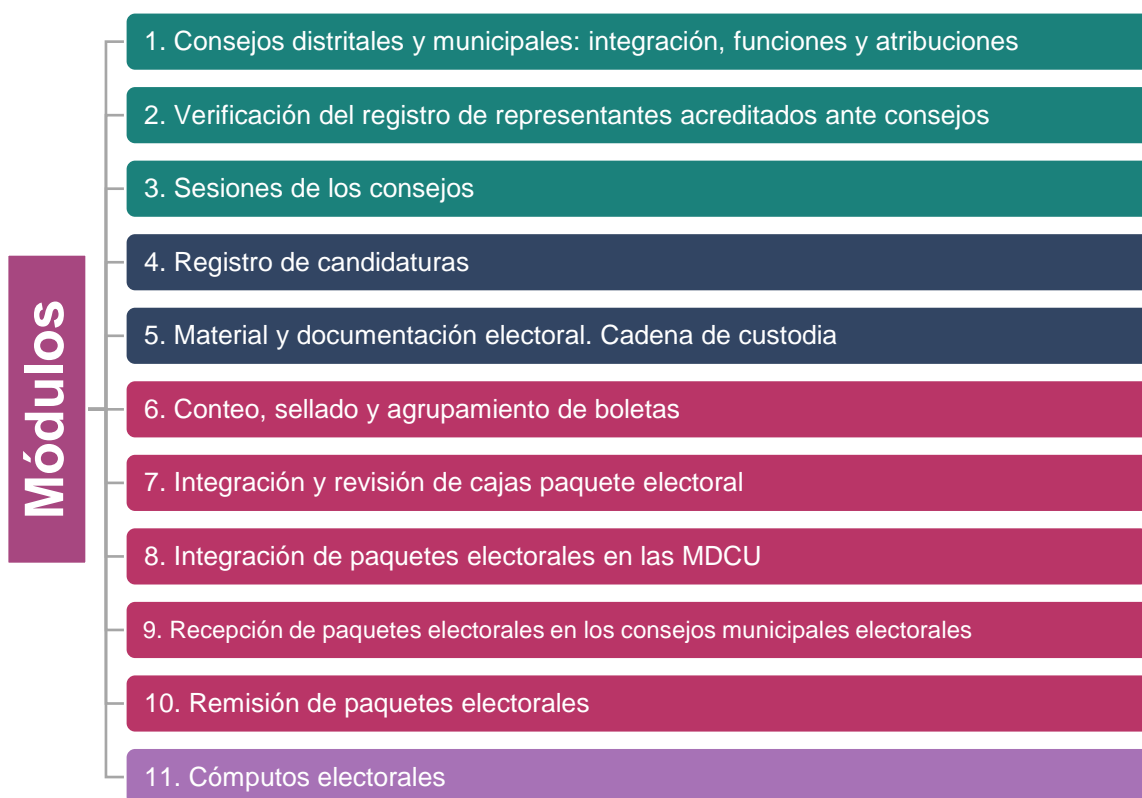 Módulos
1. Consejos distritales y municipales: integración, funciones y atribuciones
2. Verificación del registro de representantes acreditados ante consejos
3. Sesiones de los consejos
4. Registro de candidaturas
5. Material y documentación electoral. Cadena de custodia
6. Conteo, sellado y agrupamiento de boletas
7. Integración y revisión de cajas paquete electoral
8. Integración de paquetes electorales en las MDCU
9. Recepción de paquetes electorales en los consejos municipales electorales
10. Remisión de paquetes electorales
11. Cómputos electorales